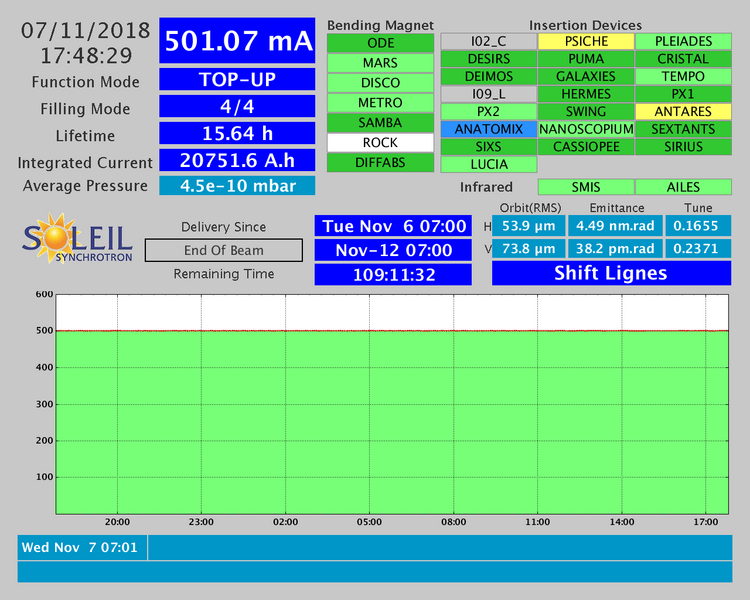 07/11/2018
17:48:29
501.07 mA
Function Mode TOP-UP
Filling Mode 4/4
Lifetime 15.64 h
Integrated Current 20751.6 A.h
Average Pressure 4.5e-10 mbar
Bending Magnet
ODE
MARS
DISCO
METRO
SAMBA
ROCK
DIFFABS
Insertion Devices
I02_C PSICHE PLEIADES
DESIRS PUMA CRISTAL
DEIMOS GALAXIES TEMPO
I09_L HERMES PX1
PX2 SWING ANTARES
ANATOMIX NANOSCOPIUM SEXTANTS
SIXS CASSIOPEE SIRIUS
LUCIA
Infrared SMIS AILES
SOLEIL
SYNCHROTRON
Delivery Since Tue Nov 6 07:00
End Of Beam Nov-12 07:00
Remaining Time 109:11:32
Orbit(RMS) Emittance Tune
H 53.9 µm 4.49 nm.rad 0.1655
V 73.8 µm 38.2 pm.rad 0.2371
Shift Lignes
600
500
400
300
200
100
20:00 23:00 02:00 05:00 08:00 11:00 14:00 17:00
Wed Nov 7 07:01